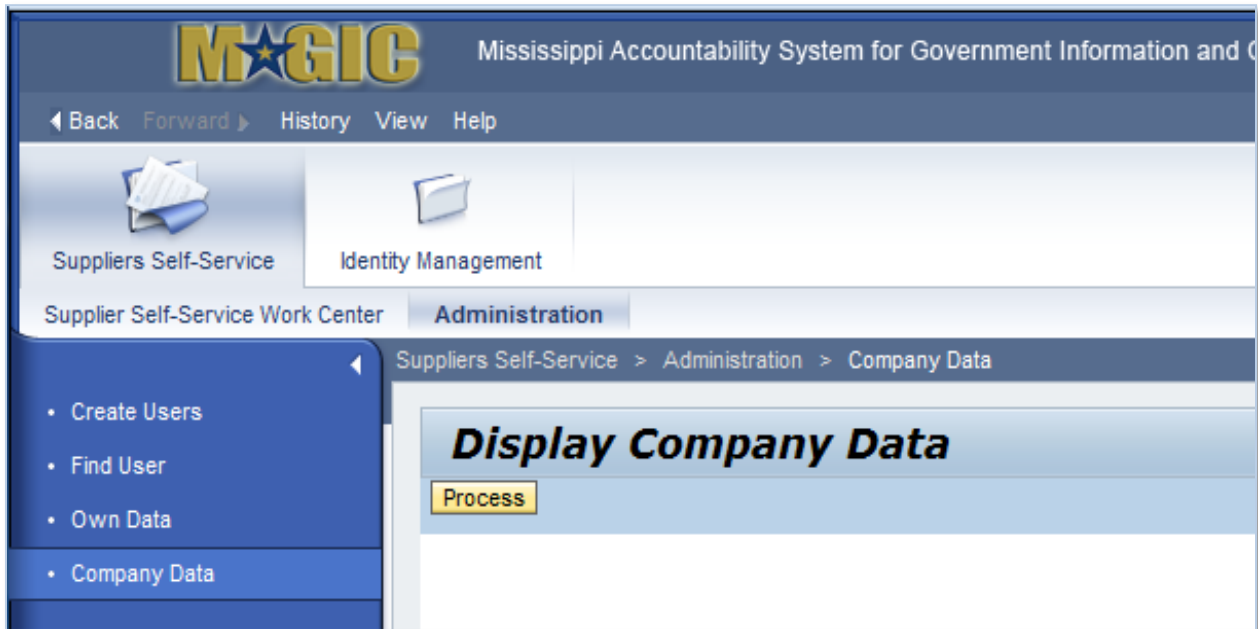 M★GIC Mississippi Accountability System for Government Information and
Back Forward History View Help
Suppliers Self-Service Identity Management
Supplier Self-Service Work Center Administration
Suppliers Self-Service > Administration > Company Data
• Create Users
• Find User
• Own Data
• Company Data
Display Company Data
Process